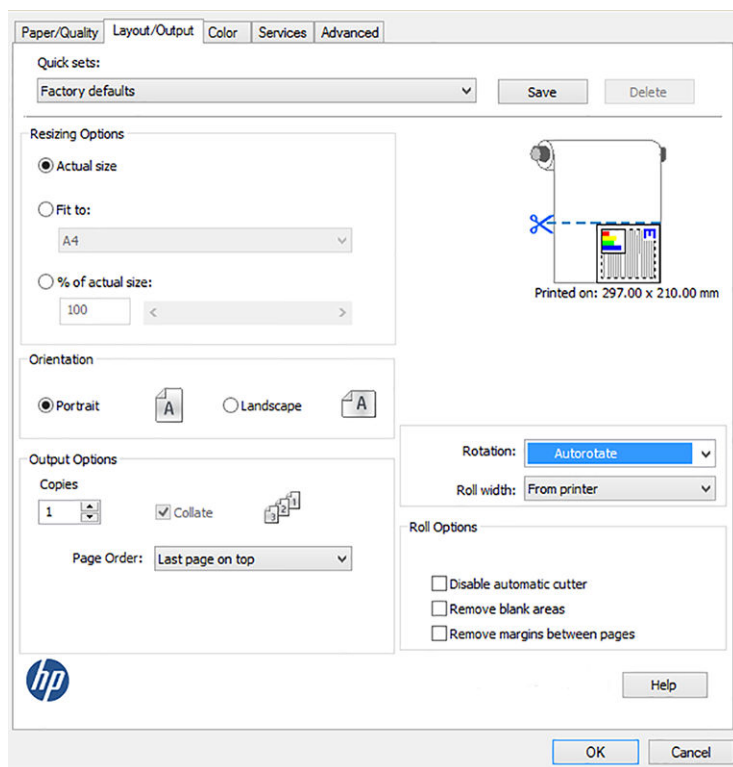 Paper/Quality Layout/Output Color Services Advanced
Quick sets:
Factory defaults
Save
Delete
Resizing Options
Actual size
Fit to:
A4
% of actual size:
100
Printed on: 297.00 x 210.00 mm
Orientation
Portrait
A
Landscape
A
Output Options
Copies
1
Collate
3 2 1
Page Order: Last page on top
Rotation: Autorotate
Roll width: From printer
Roll Options
Disable automatic cutter
Remove blank areas
Remove margins between pages
hp
Help
OK
Cancel